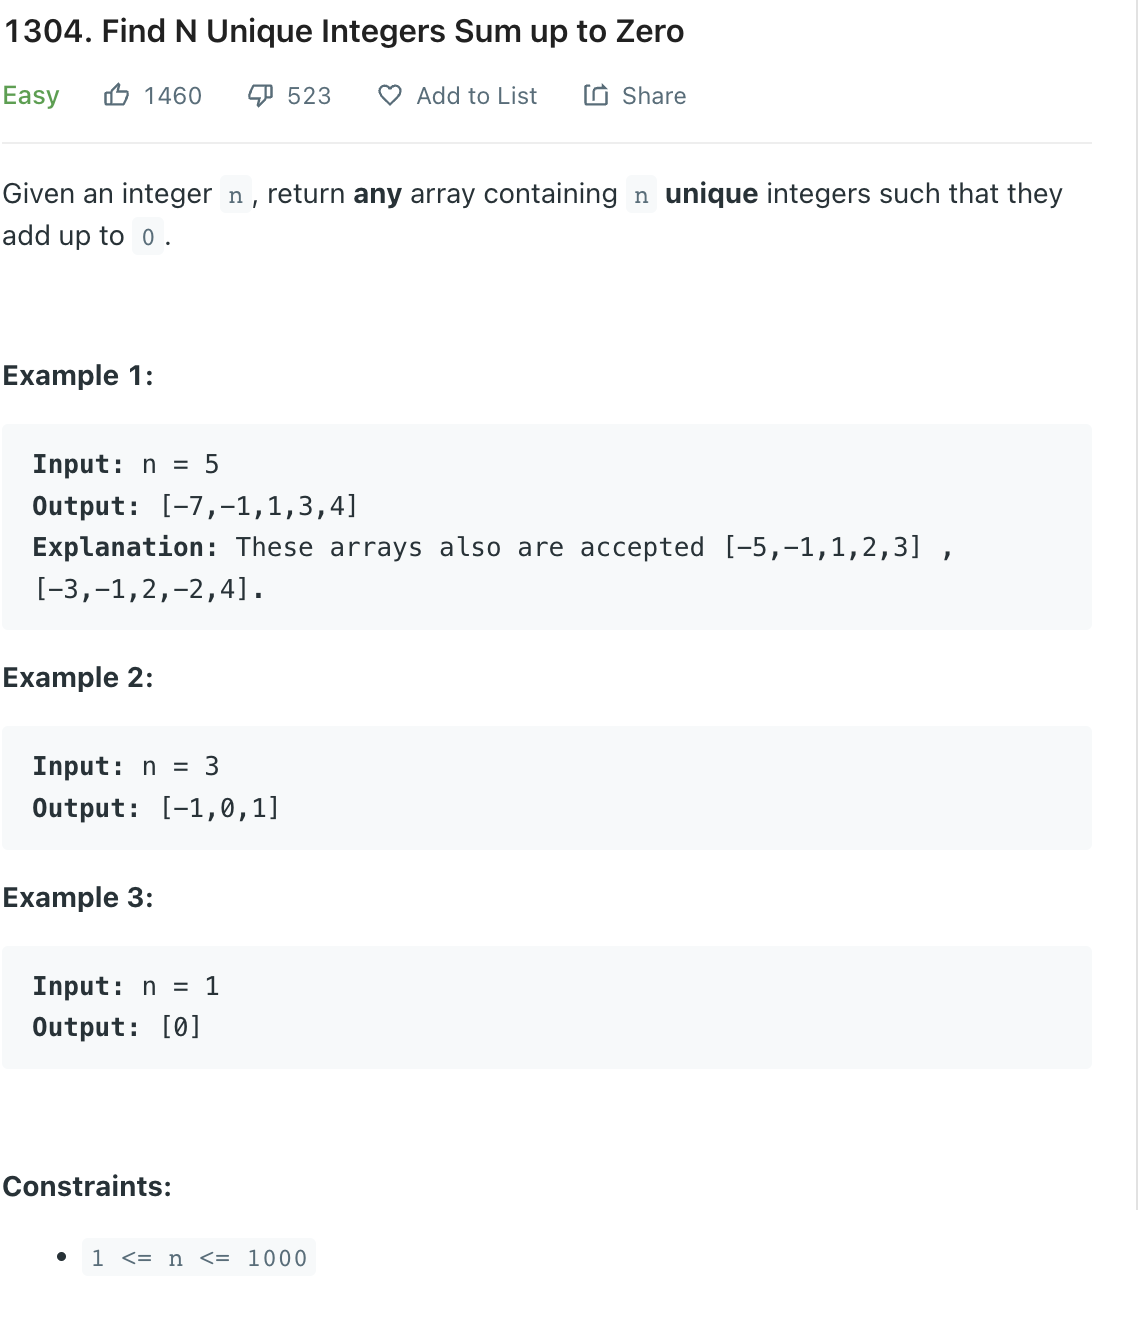 1304. Find N Unique Integers Sum up to Zero
Easy 1460 523 Add to List Share
Given an integer n, return any array containing n unique integers such that they
add up to 0.
Example 1:
Input: n = 5
Output: [-7,-1,1,3,4]
Explanation: These arrays also are accepted [-5,-1,1,2,3] ,
[-3,-1,2,-2,4].
Example 2:
Input: n = 3
Output: [-1,0,1]
Example 3:
Input: n = 1
Output: [0]
Constraints:
• 1 <= n <= 1000